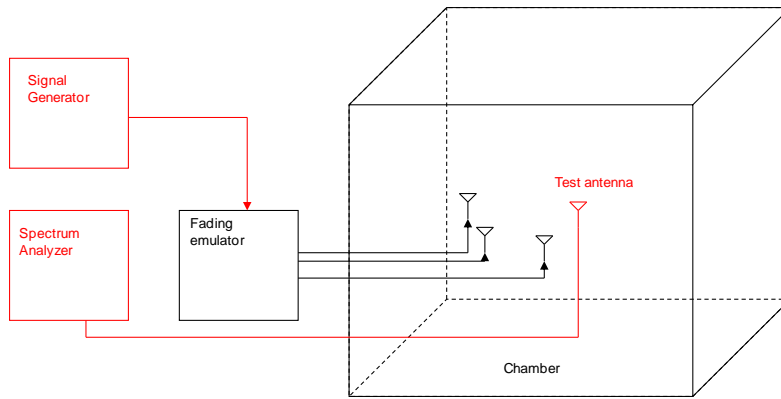 Signal
Generator
Test antenna
Spectrum
Analyzer
Fading
emulator
Chamber